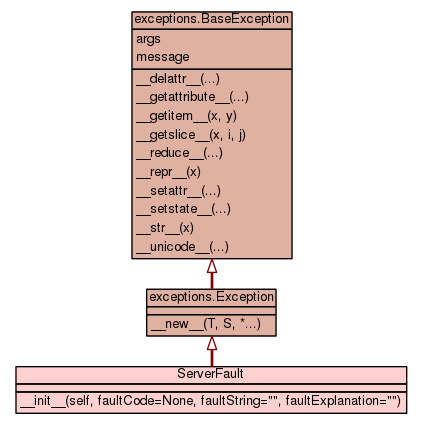 exceptions.BaseException
args
message
__delattr__(...)
__getattribute__(...)
__getitem__(x, y)
__getslice__(x, i, j)
__reduce__(...)
__repr__(x)
__setattr__(...)
__setstate__(...)
__str__(x)
__unicode__(...)
exceptions.Exception
__new__(T, S, *...)
ServerFault
__init__(self, faultCode=None, faultString="", faultExplanation="")